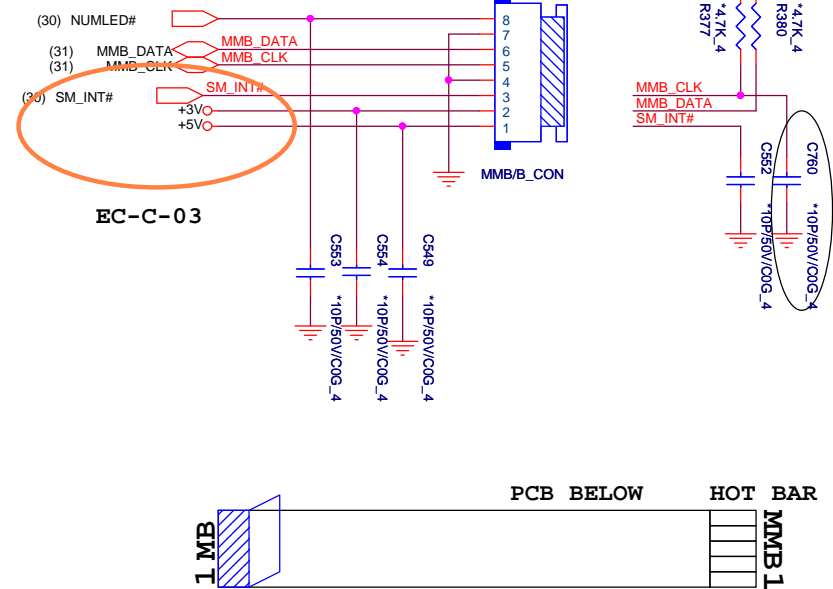 (30) NUMLED# 8
7
(31) MMB_DATA MMB_DATA 6
(31) MMB_CLK MMB_CLK 5
4
(30) SM_INT# SM_INT# 3
+3V 2
+5V 1
MMB/B_CON
EC-C-03
C553 *10P/50V/C0G_4
C554 *10P/50V/C0G_4
C549 *10P/50V/C0G_4
*4.7K_4
R377
*4.7K_4
R380
MMB_CLK
MMB_DATA
SM_INT#
C552 *10P/50V/C0G_4
C760 *10P/50V/C0G_4
PCB BELOW HOT BAR
1 MB
MMB1